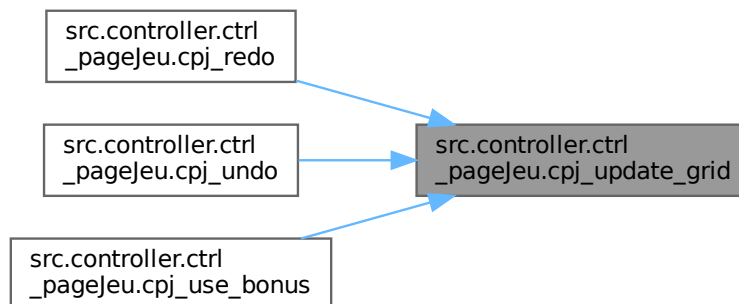 src.controller.ctrl
_pageJeu.cpj_redo
src.controller.ctrl
_pageJeu.cpj_undo
src.controller.ctrl
_pageJeu.cpj_use_bonus
src.controller.ctrl
_pageJeu.cpj_update_grid